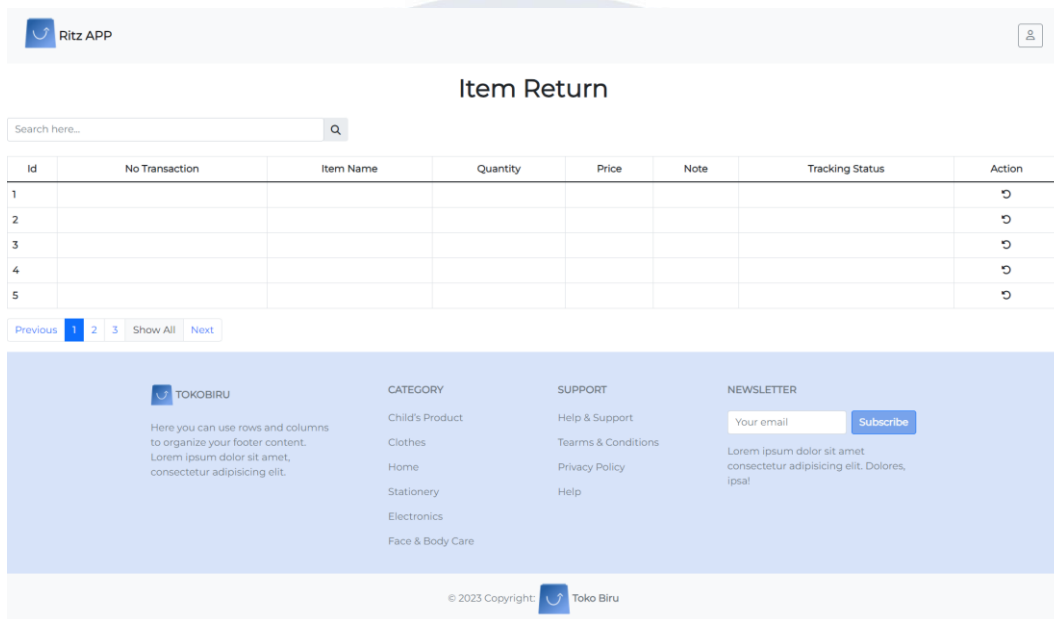 Ritz APP
Item Return
Search here...
Id No Transaction Item Name Quantity Price Note Tracking Status Action
1
2
3
4
5
Previous 1 2 3 Show All Next
TOKOBIRU
Here you can use rows and columns
to organize your footer content.
Lorem ipsum dolor sit amet,
consectetur adipisicing elit.
CATEGORY
Child's Product
Clothes
Home
Stationery
Electronics
Face & Body Care
SUPPORT
Help & Support
Tearms & Conditions
Privacy Policy
Help
NEWSLETTER
Your email Subscribe
Lorem ipsum dolor sit amet
consectetur adipisicing elit. Dolores,
ipsa!
© 2023 Copyright: Toko Biru